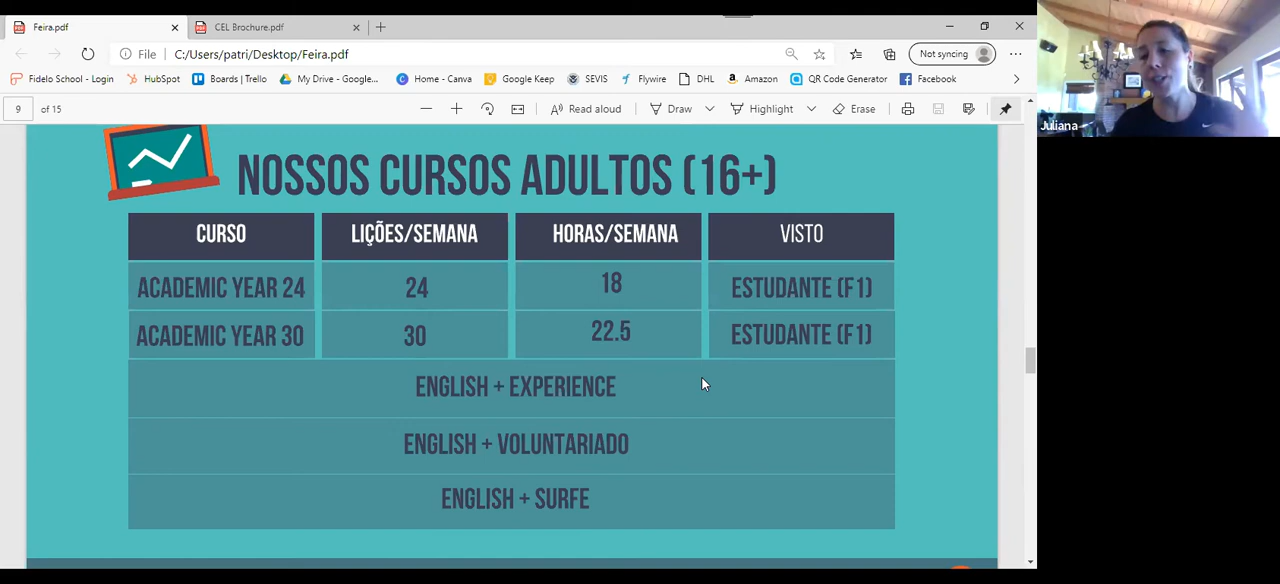 Feira.pdf
CEL Brochure.pdf
File
C:/Users/patri/Desktop/Feira.pdf
Not syncing
Fidelo School - Login
HubSpot
Boards | Trello
My Drive - Google...
Home - Canva
Google Keep
SEVIS
Flywire
DHL
Amazon
QR Code Generator
Facebook
9 of 15
Read aloud
Draw
Highlight
Erase
Juliana
NOSSOS CURSOS ADULTOS (16+)
CURSO LIÇÕES/SEMANA HORAS/SEMANA VISTO
ACADEMIC YEAR 24 24 18 ESTUDANTE (F1)
ACADEMIC YEAR 30 30 22.5 ESTUDANTE (F1)
ENGLISH + EXPERIENCE
ENGLISH + VOLUNTARIADO
ENGLISH + SURFE